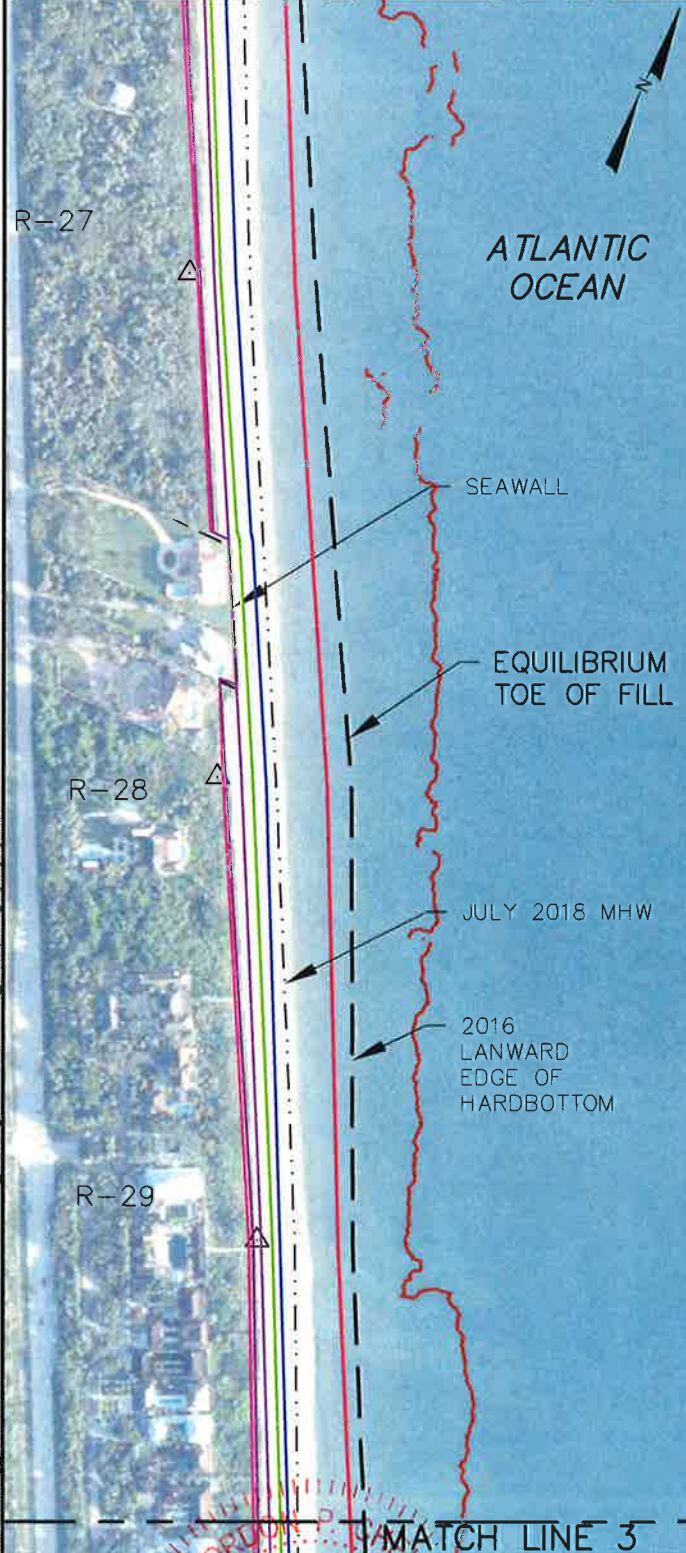 N
R-27
ATLANTIC
OCEAN
SEAWALL
EQUILIBRIUM
TOE OF FILL
R-28
JULY 2018 MHW
2016
LANWARD
EDGE OF
HARDBOTTOM
R-29
MATCH LINE 3